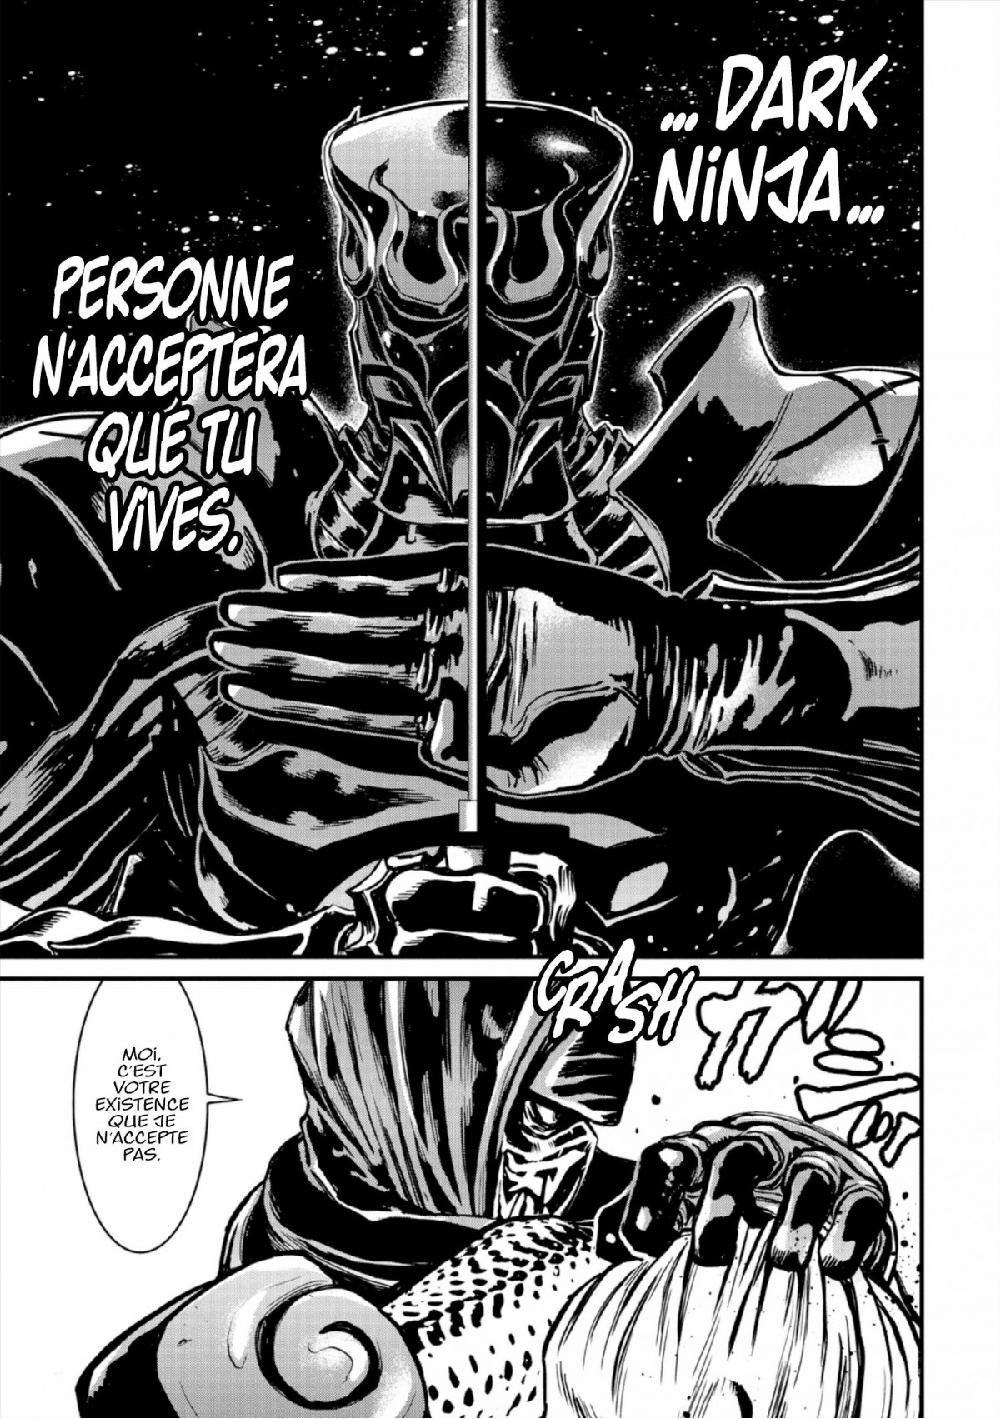 ... DARK
NINJA...
PERSONNE
N'ACCEPTERA
QUE TU
VIVES.
CRASH
MOI,
C'EST
VOTRE
EXISTENCE
QUE JE
N'ACCEPTE
PAS.